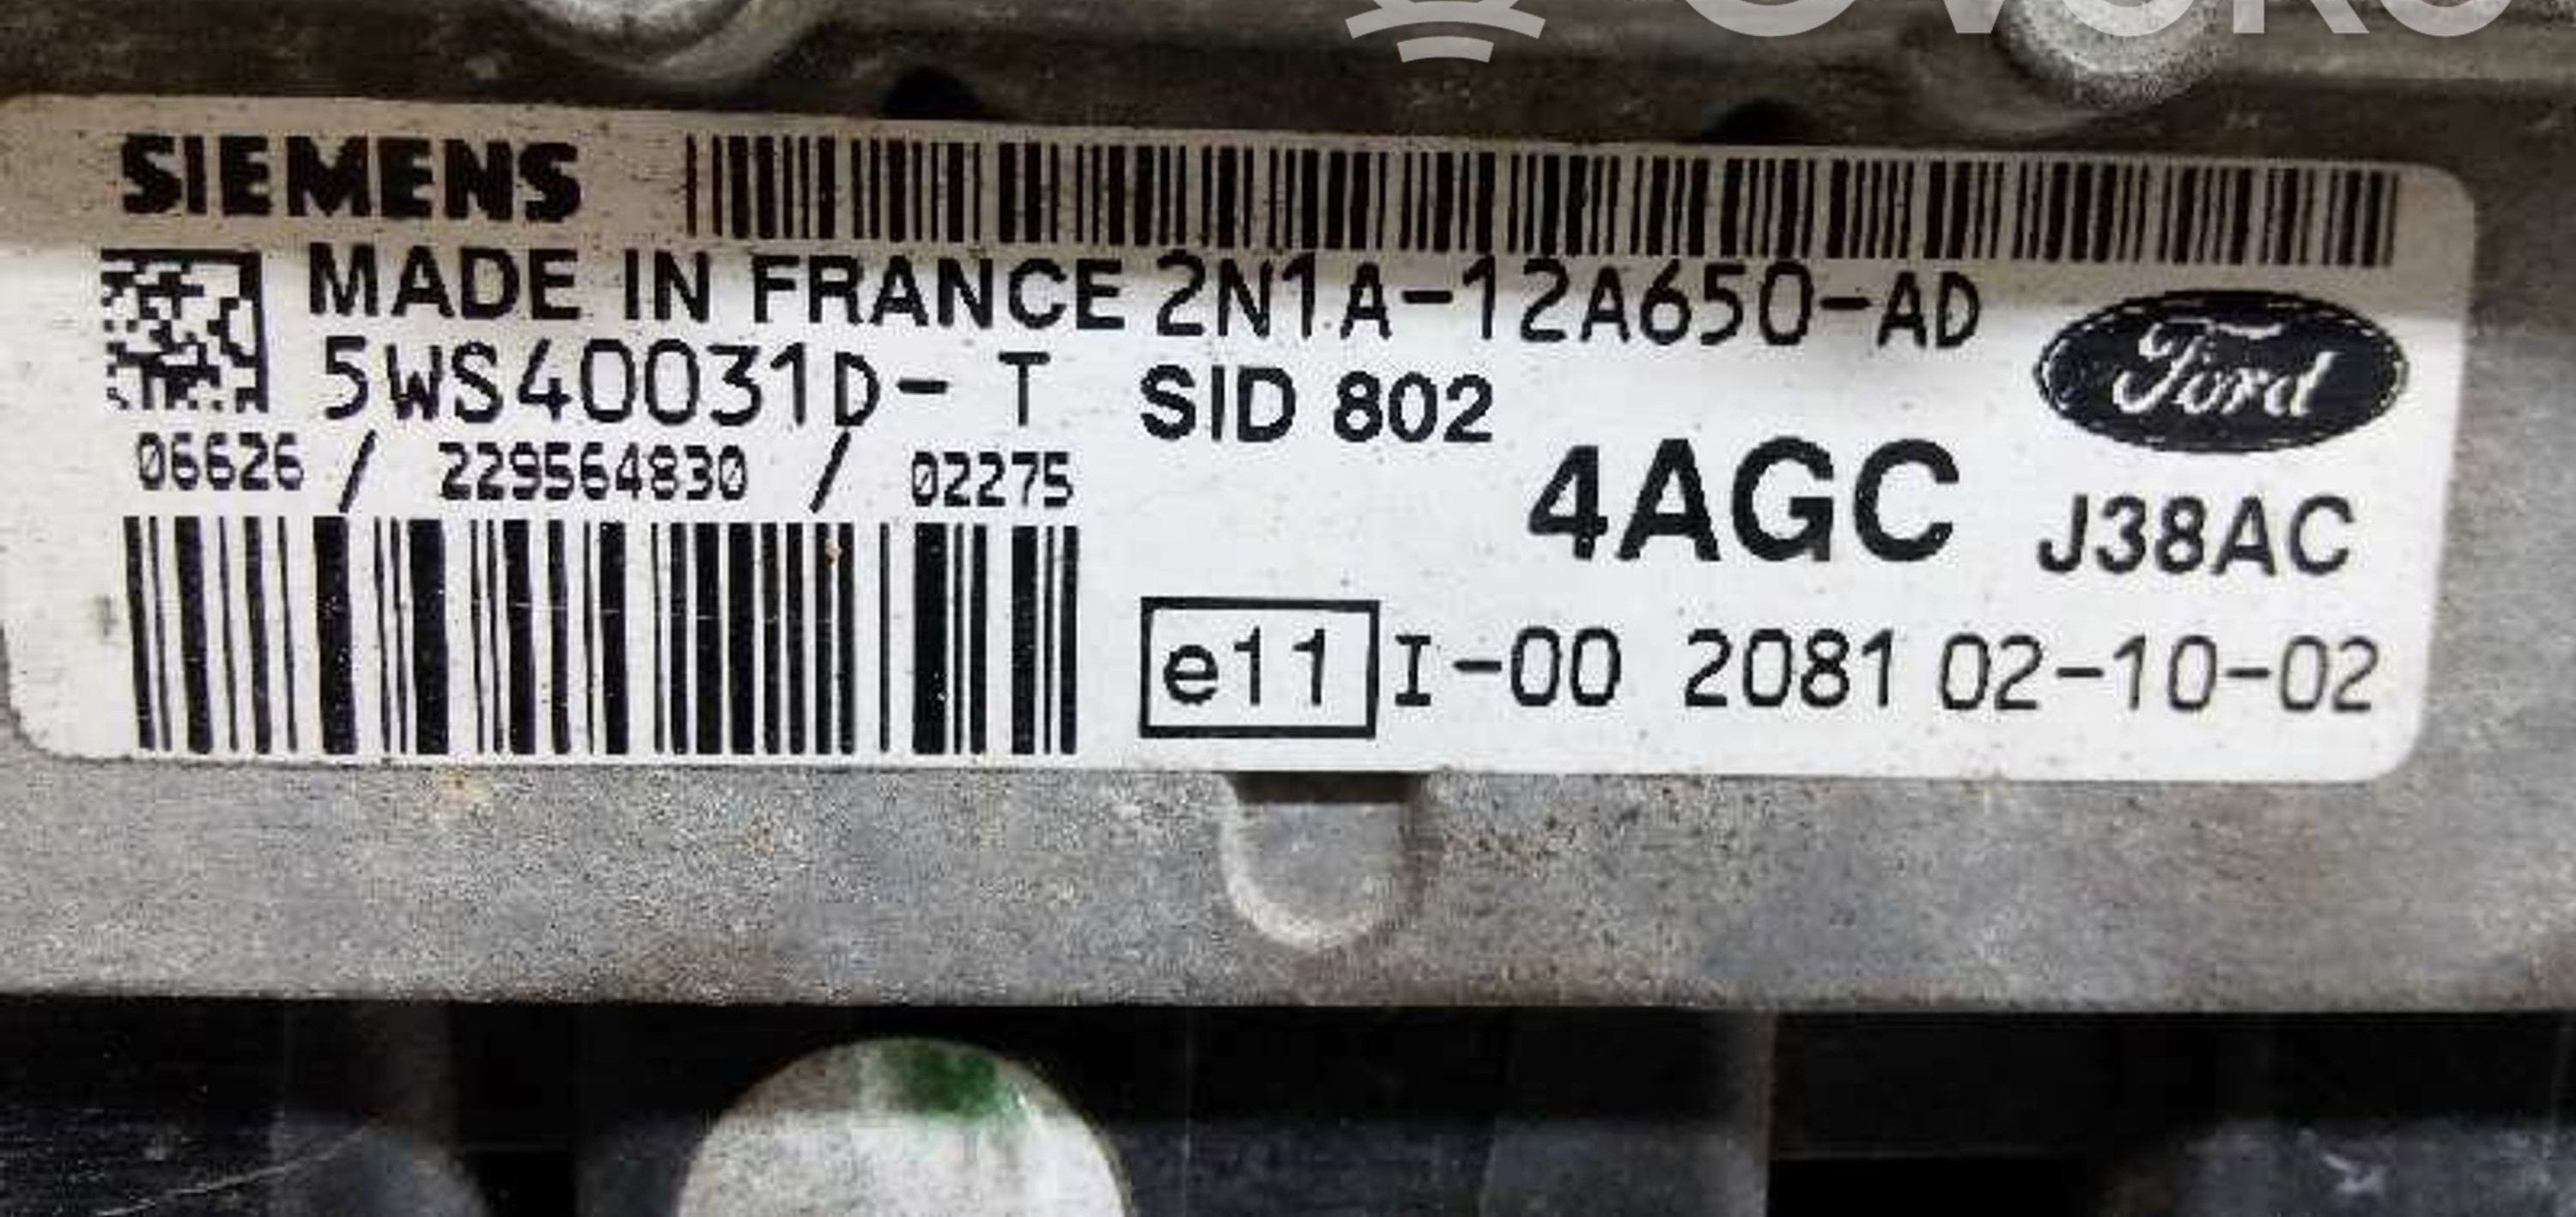 SIEMENS
MADE IN FRANCE 2N1A-12A650-AD
5WS40031D- T SID 802
Ford
06626 / 229564830 / 02275
4AGC J38AC
e11 I-00 2081 02-10-02